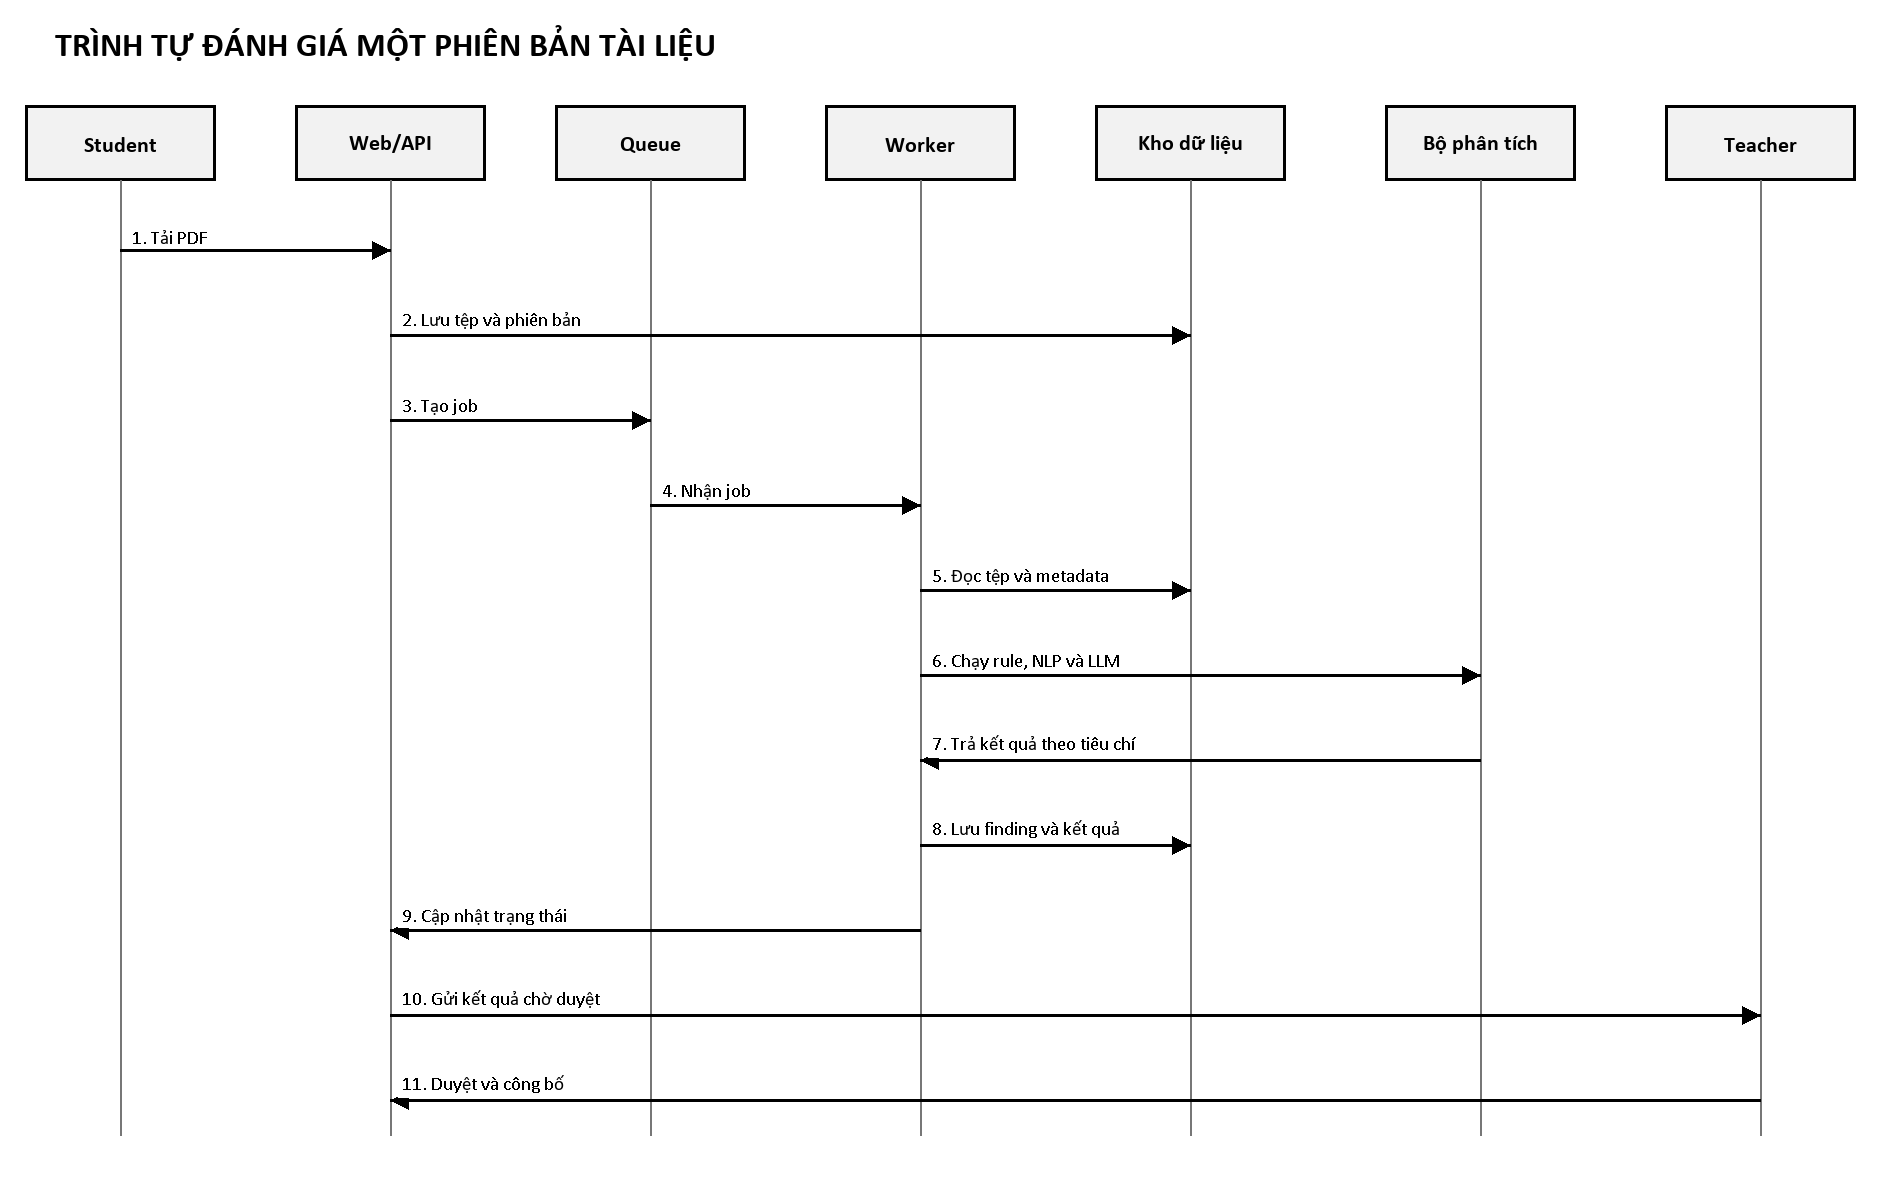 TRÌNH TỰ ĐÁNH GIÁ MỘT PHIÊN BẢN TÀI LIỆU
Student
Web/API
Queue
Worker
Kho dữ liệu
Bộ phân tích
Teacher
1. Tải PDF
2. Lưu tệp và phiên bản
3. Tạo job
4. Nhận job
5. Đọc tệp và metadata
6. Chạy rule, NLP và LLM
7. Trả kết quả theo tiêu chí
8. Lưu finding và kết quả
9. Cập nhật trạng thái
10. Gửi kết quả chờ duyệt
11. Duyệt và công bố